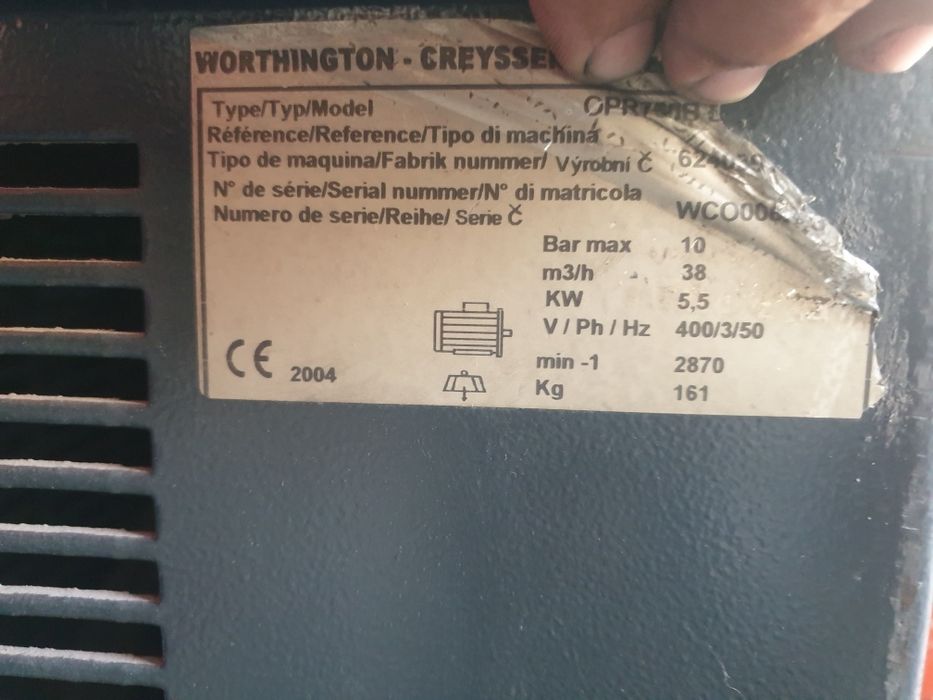 WORTHINGTON - CREYSSE
Type/Typ/Model
Référence/Reference/Tipo di machina
Tipo de maquina/Fabrik nummer/ Výrobní Č
N° de série/Serial nummer/N° di matricola
Numero de serie/Reihe/ Série Č
Bar max 10
m3/h 38
KW 5,5
V / Ph / Hz 400/3/50
min -1 2870
Kg 161
CE 2004